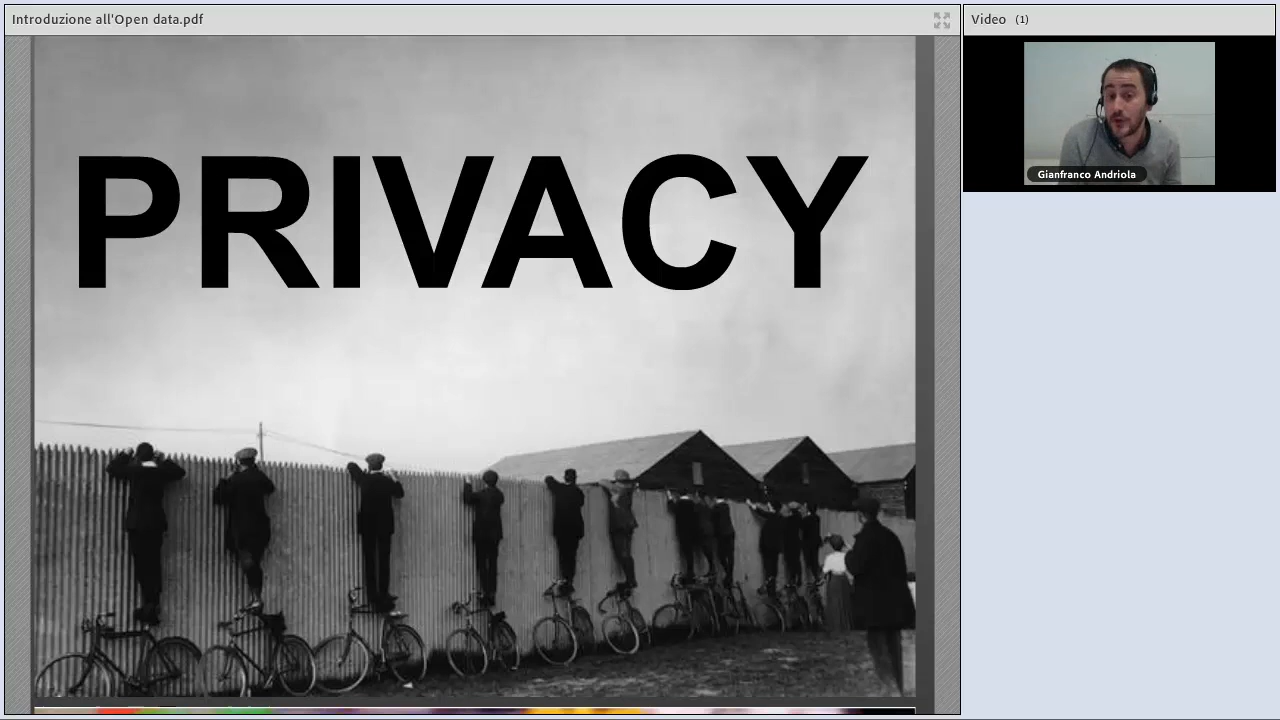 Introduzione all'Open data.pdf
Video (1)
Gianfranco Andriola
PRIVACY